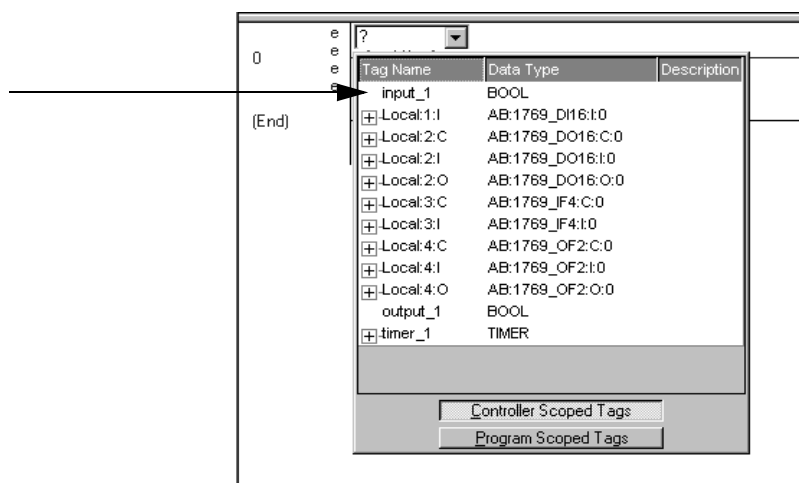 e
?
0
e
e
e
Tag Name Data Type Description
input_1 BOOL
Local:1:I AB:1769_DI16:I:0
(End)
Local:2:C AB:1769_DO16:C:0
Local:2:I AB:1769_DO16:I:0
Local:2:O AB:1769_DO16:O:0
Local:3:C AB:1769_IF4:C:0
Local:3:I AB:1769_IF4:I:0
Local:4:C AB:1769_OF2:C:0
Local:4:I AB:1769_OF2:I:0
Local:4:O AB:1769_OF2:O:0
output_1 BOOL
timer_1 TIMER
Controller Scoped Tags
Program Scoped Tags